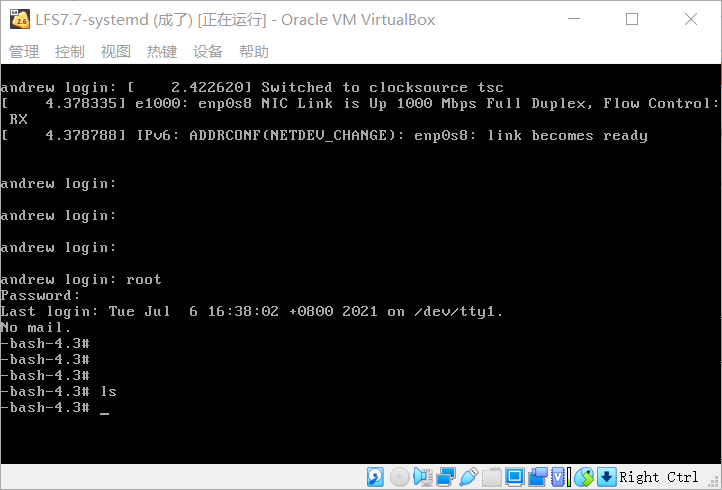 LFS7.7-systemd (成了) [正在运行] - Oracle VM VirtualBox
管理 控制 视图 热键 设备 帮助
andrew login: [    2.422620] Switched to clocksource tsc
[    4.378335] e1000: enp0s8 NIC Link is Up 1000 Mbps Full Duplex, Flow Control:
 RX
[    4.378788] IPv6: ADDRCONF(NETDEV_CHANGE): enp0s8: link becomes ready
andrew login:
andrew login:
andrew login:
andrew login: root
Password:
Last login: Tue Jul  6 16:38:02 +0800 2021 on /dev/tty1.
No mail.
-bash-4.3#
-bash-4.3#
-bash-4.3#
-bash-4.3# ls
-bash-4.3# _
Right Ctrl